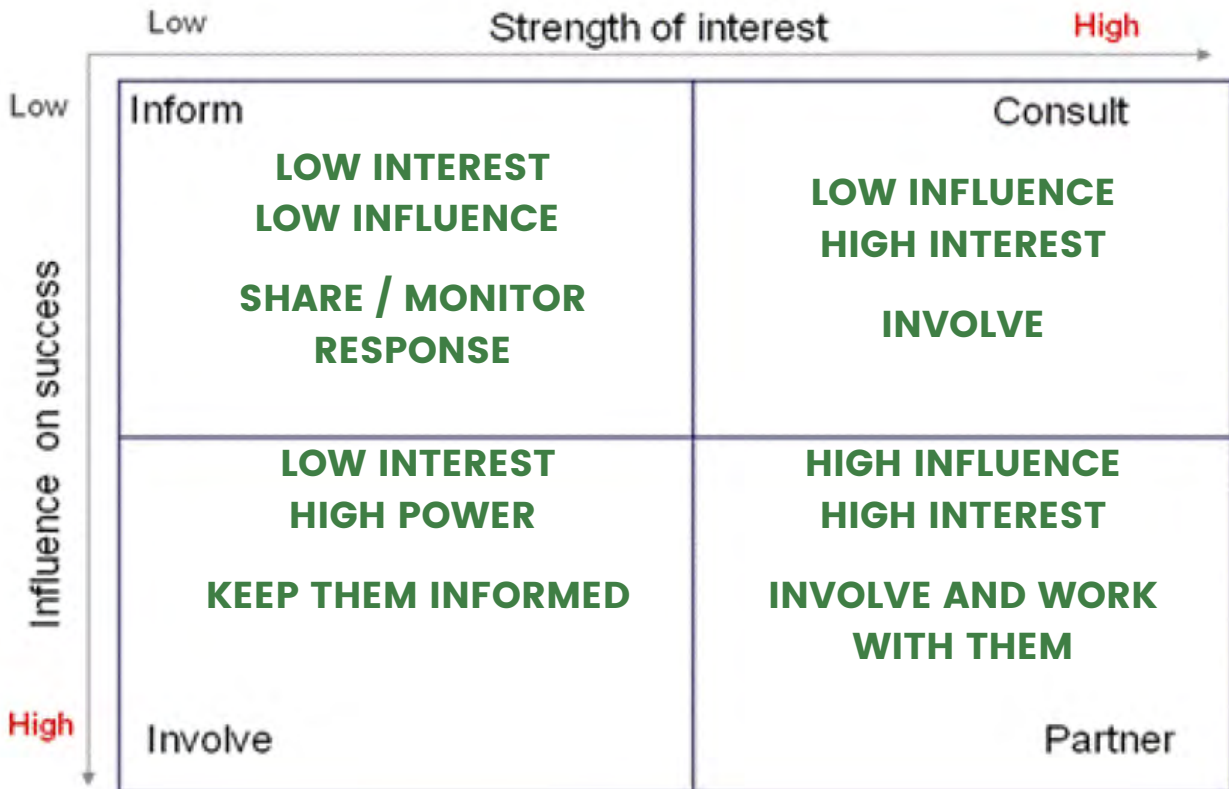 Low
Strength of interest
High
Low
Inform
Consult
LOW INTEREST
LOW INFLUENCE
SHARE / MONITOR
RESPONSE
LOW INFLUENCE
HIGH INTEREST
INVOLVE
Influence on success
LOW INTEREST
HIGH POWER
KEEP THEM INFORMED
HIGH INFLUENCE
HIGH INTEREST
INVOLVE AND WORK
WITH THEM
High
Involve
Partner